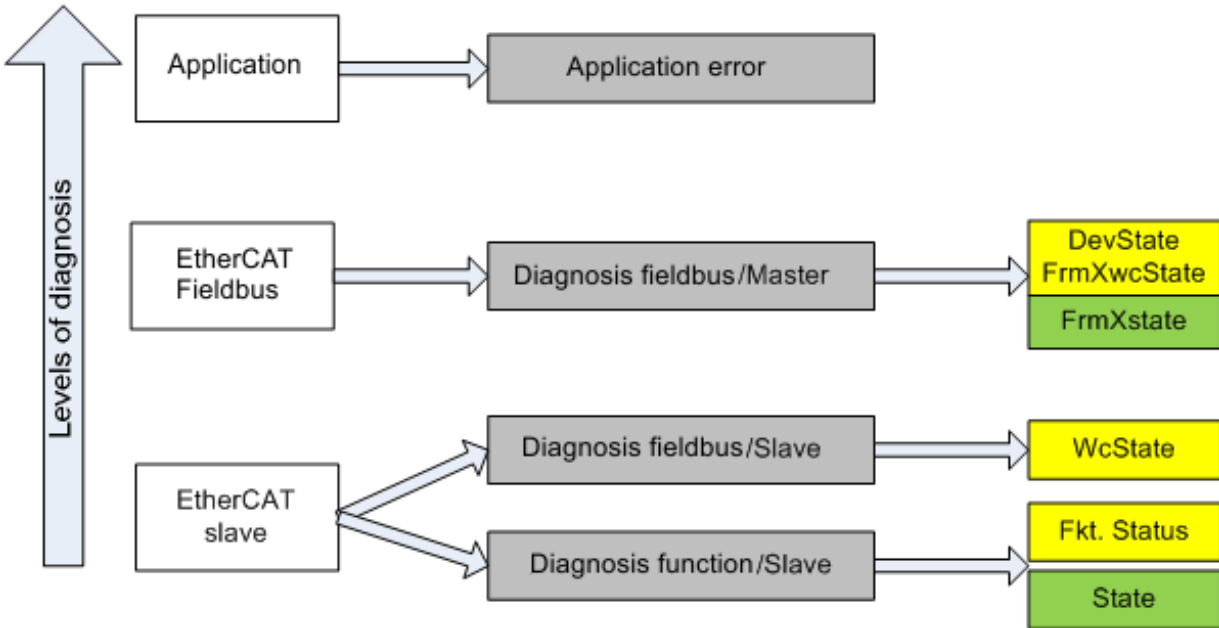 Levels of diagnosis
Application
Application error
EtherCAT
Fieldbus
Diagnosis fieldbus/Master
DevState
FrmXwcState
FrmXstate
EtherCAT
slave
Diagnosis fieldbus/Slave
WcState
Diagnosis function/Slave
Fkt. Status
State